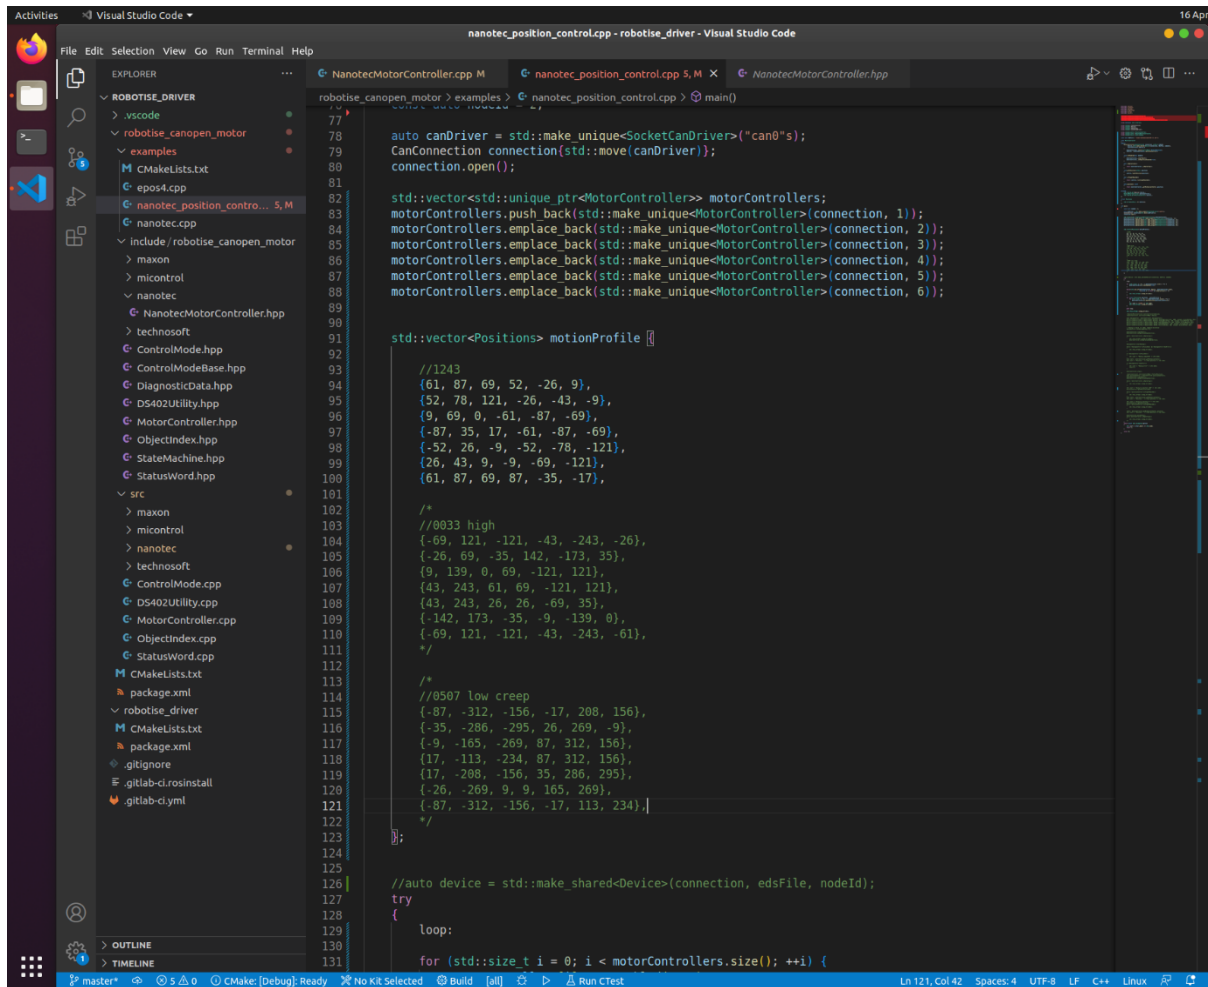 Activities
Visual Studio Code
16 Apr
nanotec_position_control.cpp - robotise_driver - Visual Studio Code
File Edit Selection View Go Run Terminal Help
EXPLORER
NanotecMotorController.cpp M
nanotec_position_control.cpp 5, M
NanotecMotorController.hpp
robotise_canopen_motor > examples > nanotec_position_control.cpp > main()
ROBOTISE_DRIVER
.vscode
robotise_canopen_motor
examples
CMakeLists.txt
epos4.cpp
nanotec_position_contro... 5, M
nanotec.cpp
include/robotise_canopen_motor
maxon
micontrol
nanotec
NanotecMotorController.hpp
technosoft
ControlMode.hpp
ControlModeBase.hpp
DiagnosticData.hpp
DS402Utility.hpp
MotorController.hpp
ObjectIndex.hpp
StateMachine.hpp
StatusWord.hpp
src
maxon
micontrol
nanotec
technosoft
ControlMode.cpp
DS402Utility.cpp
MotorController.cpp
ObjectIndex.cpp
StatusWord.cpp
CMakeLists.txt
package.xml
robotise_driver
CMakeLists.txt
package.xml
.gitignore
.gitlab-ci.rosinstall
.gitlab-ci.yml
OUTLINE
TIMELINE
77
78 auto canDriver = std::make_unique<SocketCanDriver>("can0"s);
79 CanConnection connection{std::move(canDriver)};
80 connection.open();
81
82 std::vector<std::unique_ptr<MotorController>> motorControllers;
83 motorControllers.push_back(std::make_unique<MotorController>(connection, 1));
84 motorControllers.emplace_back(std::make_unique<MotorController>(connection, 2));
85 motorControllers.emplace_back(std::make_unique<MotorController>(connection, 3));
86 motorControllers.emplace_back(std::make_unique<MotorController>(connection, 4));
87 motorControllers.emplace_back(std::make_unique<MotorController>(connection, 5));
88 motorControllers.emplace_back(std::make_unique<MotorController>(connection, 6));
89
90
91 std::vector<Positions> motionProfile {
92
93 //1243
94 {61, 87, 69, 52, -26, 9},
95 {52, 78, 121, -26, -43, -9},
96 {9, 69, 0, -61, -87, -69},
97 {-87, 35, 17, -61, -87, -69},
98 {-52, 26, -9, -52, -78, -121},
99 {26, 43, 9, -9, -69, -121},
100 {61, 87, 69, 87, -35, -17},
101
102 /*
103 //0033 high
104 {-69, 121, -121, -43, -243, -26},
105 {-26, 69, -35, 142, -173, 35},
106 {9, 139, 0, 69, -121, 121},
107 {43, 243, 61, 69, -121, 121},
108 {43, 243, 26, 26, -69, 35},
109 {-142, 173, -35, -9, -139, 0},
110 {-69, 121, -121, -43, -243, -61},
111 */
112
113 /*
114 //0507 low creep
115 {-87, -312, -156, -17, 208, 156},
116 {-35, -286, -295, 26, 269, -9},
117 {-9, -165, -269, 87, 312, 156},
118 {17, -113, -234, 87, 312, 156},
119 {17, -208, -156, 35, 286, 295},
120 {-26, -269, 9, 9, 165, 269},
121 {-87, -312, -156, -17, 113, 234},
122 */
123 };
124
125
126 //auto device = std::make_shared<Device>(connection, edsFile, nodeId);
127 try
128 {
129 loop:
130
131 for (std::size_t i = 0; i < motorControllers.size(); ++i) {
master* 5 0 CMake: [Debug]: Ready No Kit Selected Build [all] Run CTest Ln 121, Col 42 Spaces: 4 UTF-8 LF C++ Linux